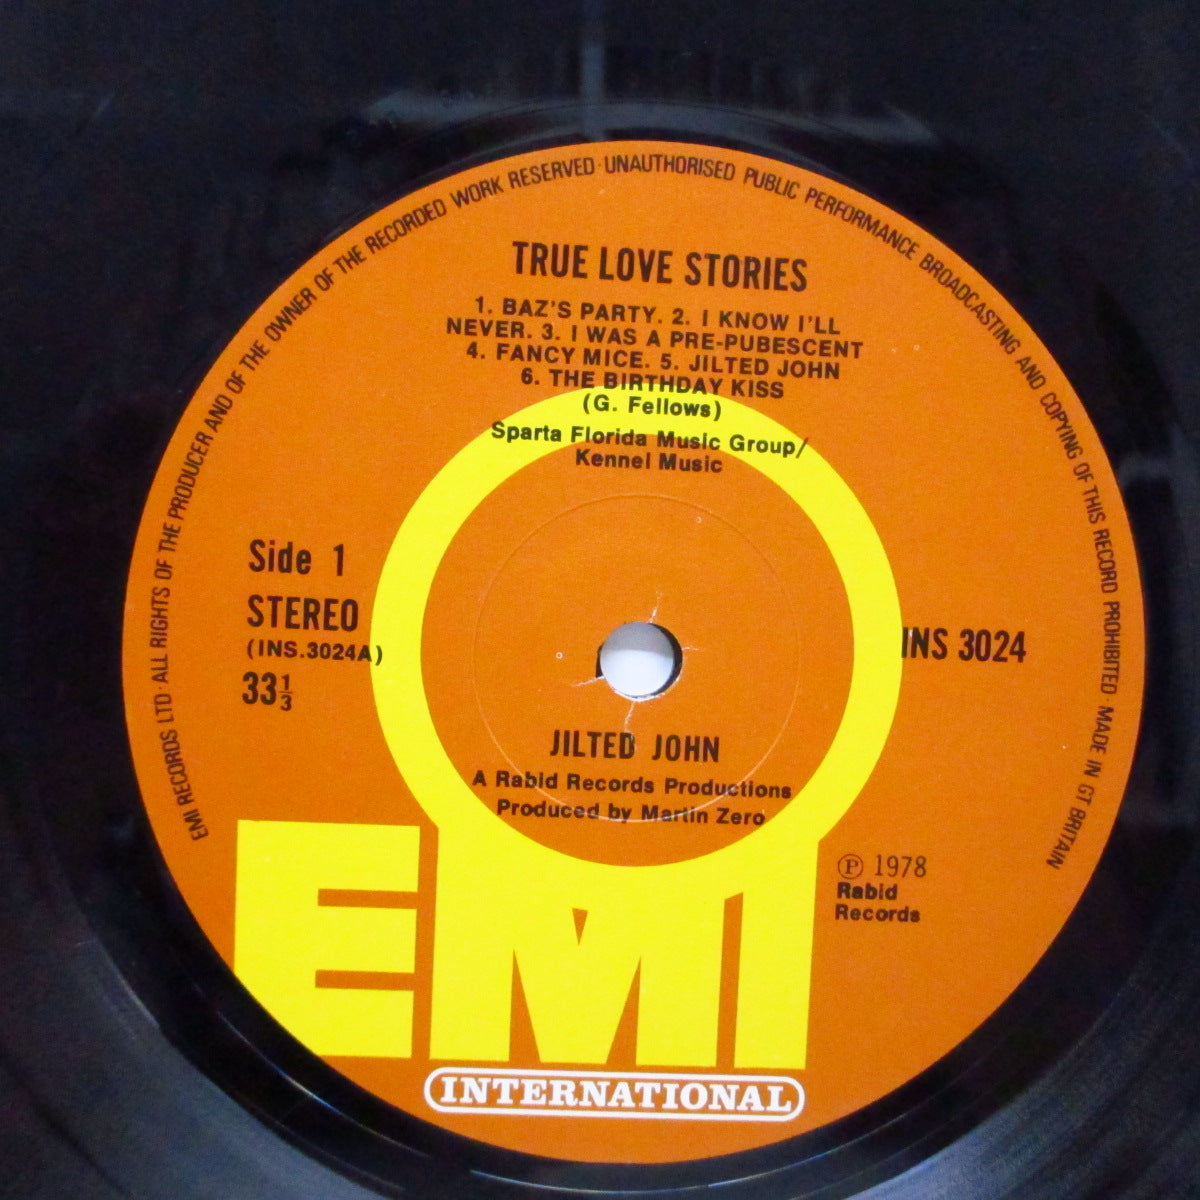 EMI RECORDS LTD · ALL RIGHTS OF THE PRODUCER AND OF THE OWNER OF THE RECORDED WORK RESERVED · UNAUTHORISED PUBLIC PERFORMANCE BROADCASTING AND COPYING OF THIS RECORD PROHIBITED · MADE IN GT BRITAIN
TRUE LOVE STORIES
1. BAZ'S PARTY. 2. I KNOW I'LL
NEVER. 3. I WAS A PRE-PUBESCENT
4. FANCY MICE. 5. JILTED JOHN
6. THE BIRTHDAY KISS
(G. Fellows)
Sparta Florida Music Group/
Kennel Music
Side 1
STEREO
(INS.3024A)
33⅓
INS 3024
JILTED JOHN
A Rabid Records Productions
Produced by Martin Zero
℗ 1978
Rabid
Records
EMI
INTERNATIONAL